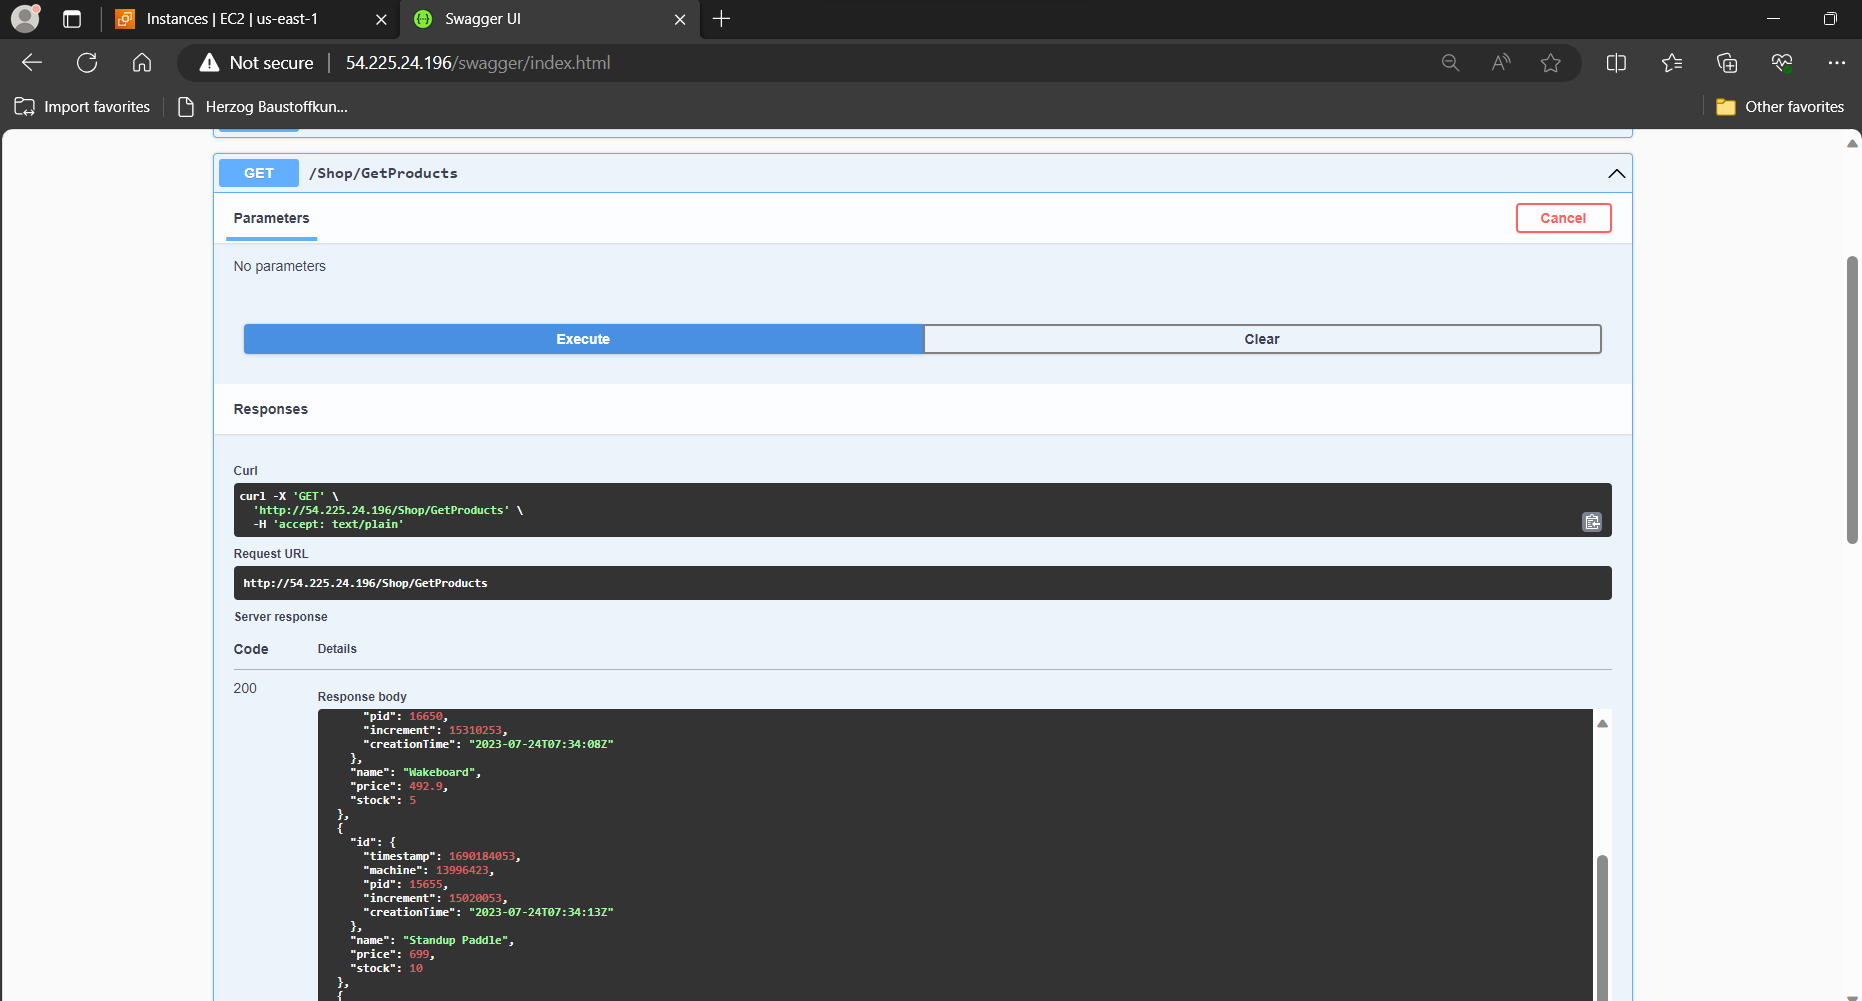 Instances | EC2 | us-east-1
Swagger UI
Not secure
54.225.24.196/swagger/index.html
Import favorites
Herzog Baustoffkun...
Other favorites
GET /Shop/GetProducts
Parameters
Cancel
No parameters
Execute
Clear
Responses
Curl
curl -X 'GET' \
'http://54.225.24.196/Shop/GetProducts' \
-H 'accept: text/plain'
Request URL
http://54.225.24.196/Shop/GetProducts
Server response
Code Details
200
Response body
"pid": 16650,
"increment": 15310253,
"creationTime": "2023-07-24T07:34:08Z"
},
"name": "Wakeboard",
"price": 492.9,
"stock": 5
},
{
"id": {
"timestamp": 1690184053,
"machine": 13996423,
"pid": 15655,
"increment": 15020053,
"creationTime": "2023-07-24T07:34:13Z"
},
"name": "Standup Paddle",
"price": 699,
"stock": 10
},
{